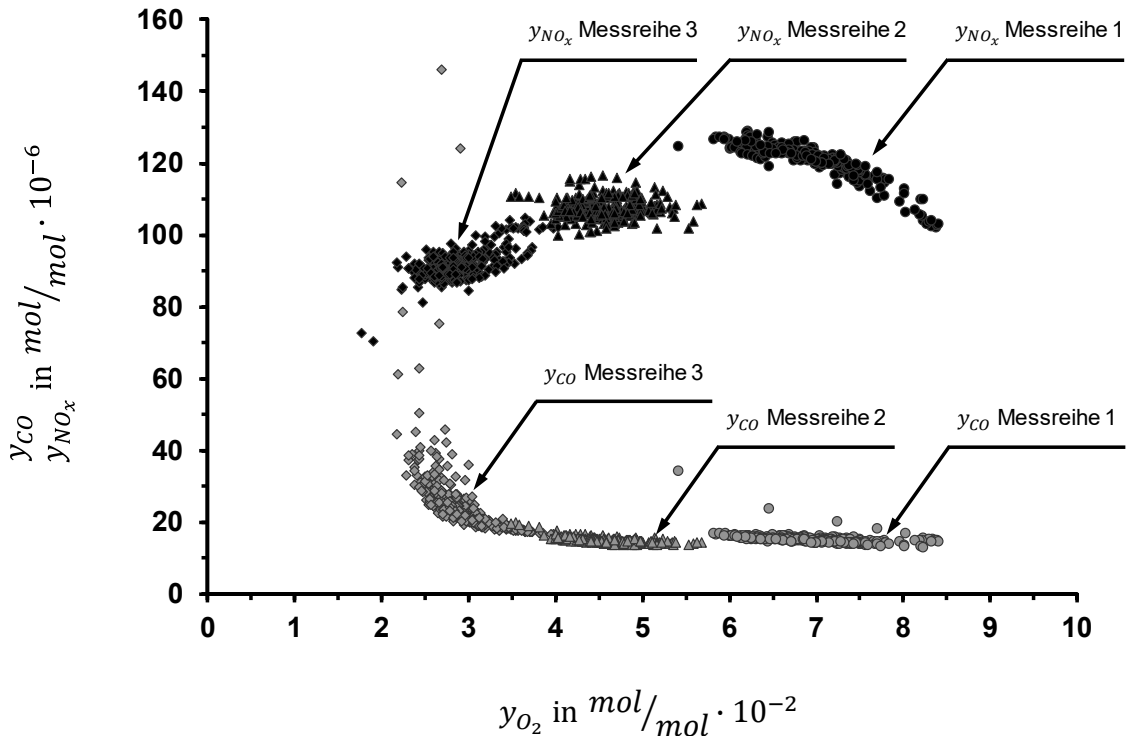 y_{NO_x} Messreihe 3
y_{NO_x} Messreihe 2
y_{NO_x} Messreihe 1
160
140
120
100
80
60
40
20
0
y_{CO}
y_{NO_x} in mol/mol · 10^{-6}
y_{CO} Messreihe 3
y_{CO} Messreihe 2
y_{CO} Messreihe 1
0 1 2 3 4 5 6 7 8 9 10
y_{O_2} in mol/mol · 10^{-2}